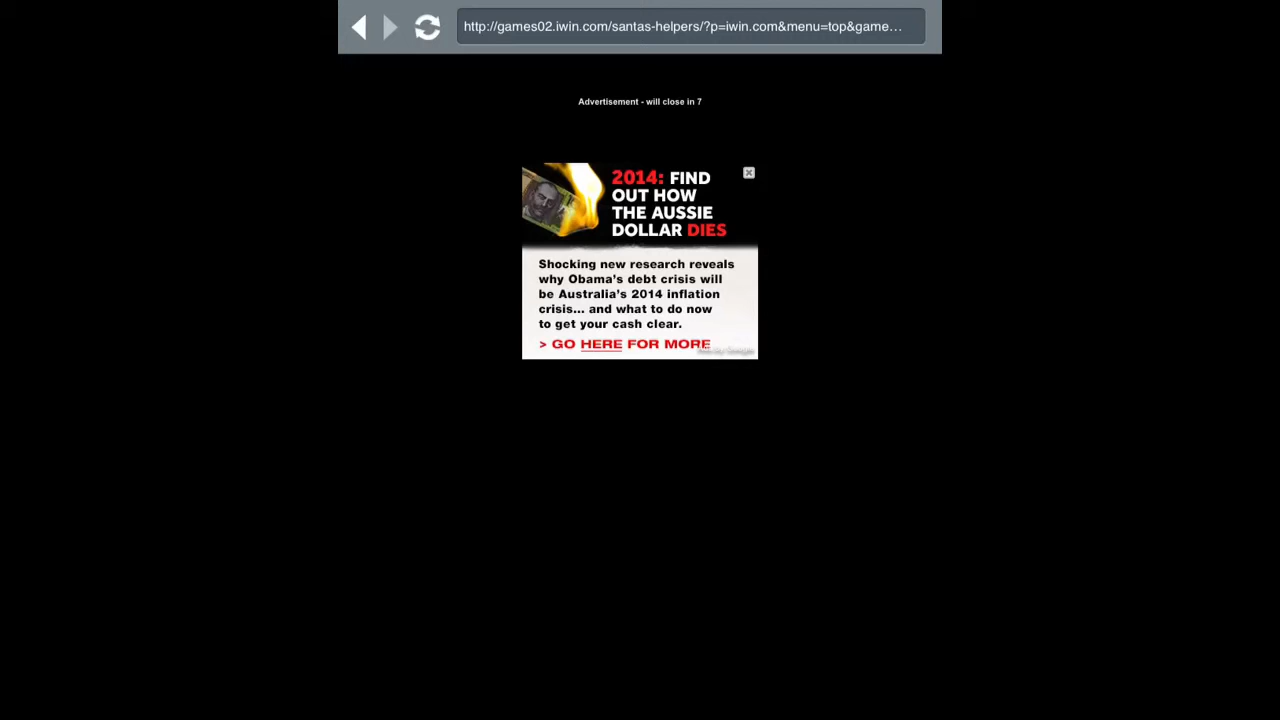 http://games02.iwin.com/santas-helpers/?p=iwin.com&menu=top&game…
Advertisement - will close in 7
2014: FIND
OUT HOW
THE AUSSIE
DOLLAR DIES
Shocking new research reveals
why Obama's debt crisis will
be Australia's 2014 inflation
crisis... and what to do now
to get your cash clear.
> GO HERE FOR MORE